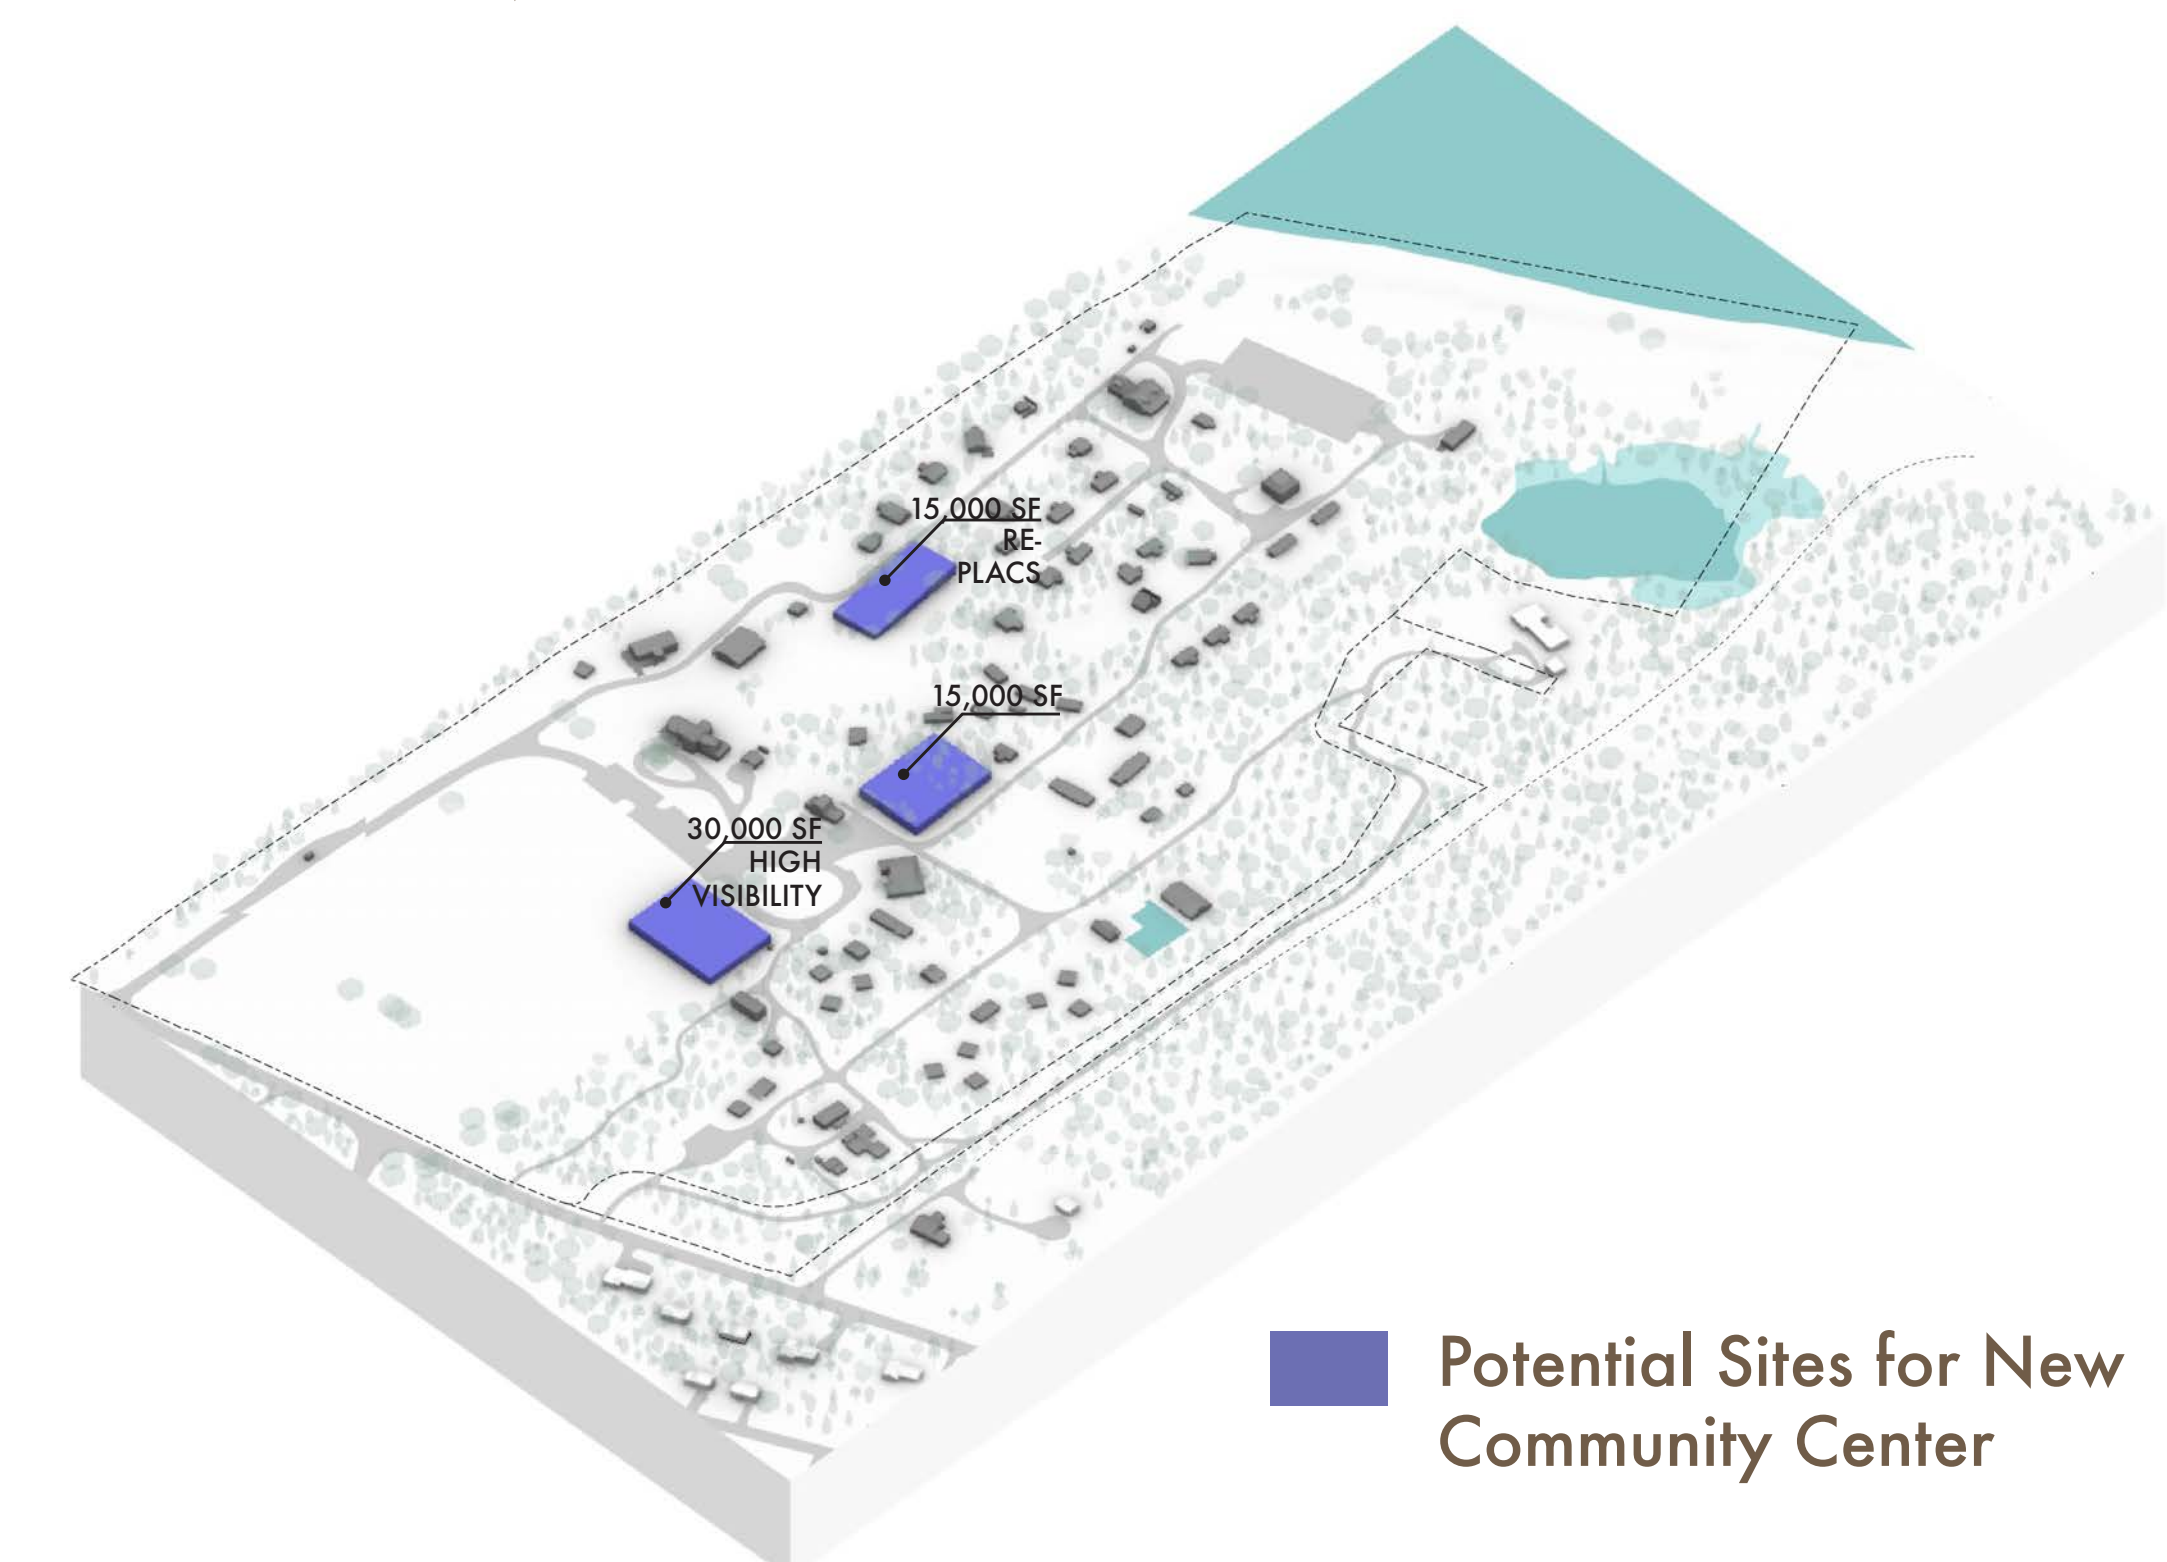 15,000 SF
RE-
PLACS
15,000 SF
30,000 SF
HIGH
VISIBILITY
Potential Sites for New
Community Center